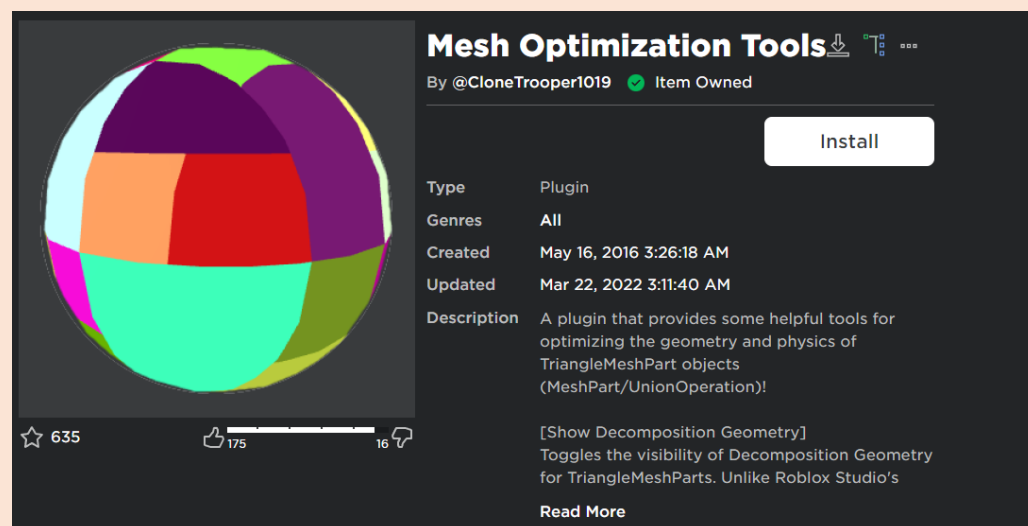 Mesh Optimization Tools
By @CloneTrooper1019 Item Owned
Install
Type Plugin
Genres All
Created May 16, 2016 3:26:18 AM
Updated Mar 22, 2022 3:11:40 AM
Description A plugin that provides some helpful tools for
optimizing the geometry and physics of
TriangleMeshPart objects
(MeshPart/UnionOperation)!
[Show Decomposition Geometry]
Toggles the visibility of Decomposition Geometry
for TriangleMeshParts. Unlike Roblox Studio's
Read More
635 175 16